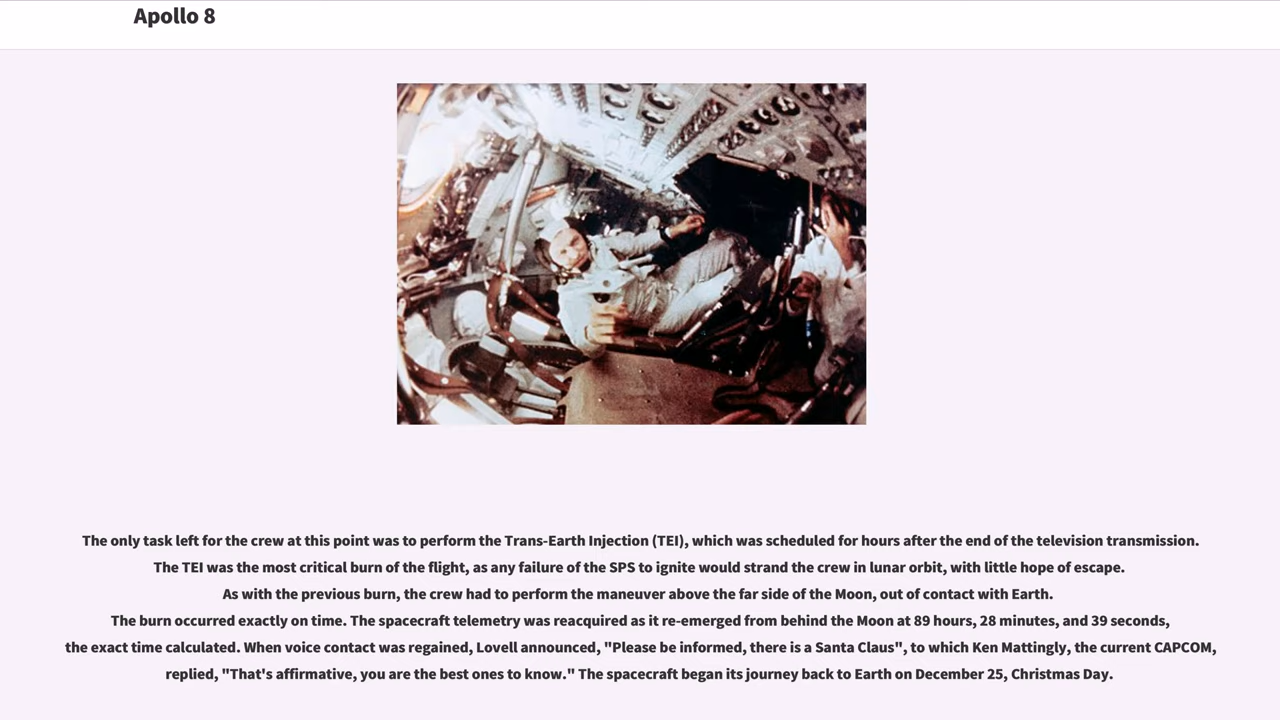 Apollo 8
The only task left for the crew at this point was to perform the Trans-Earth Injection (TEI), which was scheduled for hours after the end of the television transmission.
The TEI was the most critical burn of the flight, as any failure of the SPS to ignite would strand the crew in lunar orbit, with little hope of escape.
As with the previous burn, the crew had to perform the maneuver above the far side of the Moon, out of contact with Earth.
The burn occurred exactly on time. The spacecraft telemetry was reacquired as it re-emerged from behind the Moon at 89 hours, 28 minutes, and 39 seconds,
the exact time calculated. When voice contact was regained, Lovell announced, "Please be informed, there is a Santa Claus", to which Ken Mattingly, the current CAPCOM,
replied, "That's affirmative, you are the best ones to know." The spacecraft began its journey back to Earth on December 25, Christmas Day.